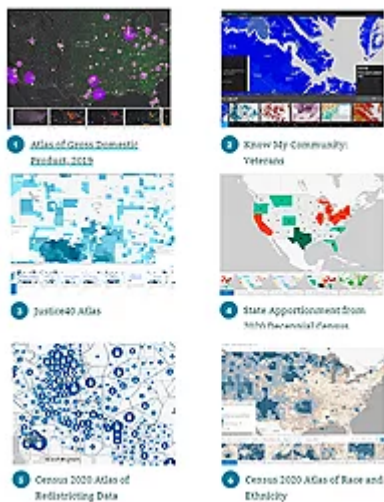 1 Atlas of Gross Domestic
Product, 2019
2 Know My Community:
Veterans
3 Justice40 Atlas
4 State Apportionment from
2020 Decennial Census
5 Census 2020 Atlas of
Redistricting Data
6 Census 2020 Atlas of Race and
Ethnicity